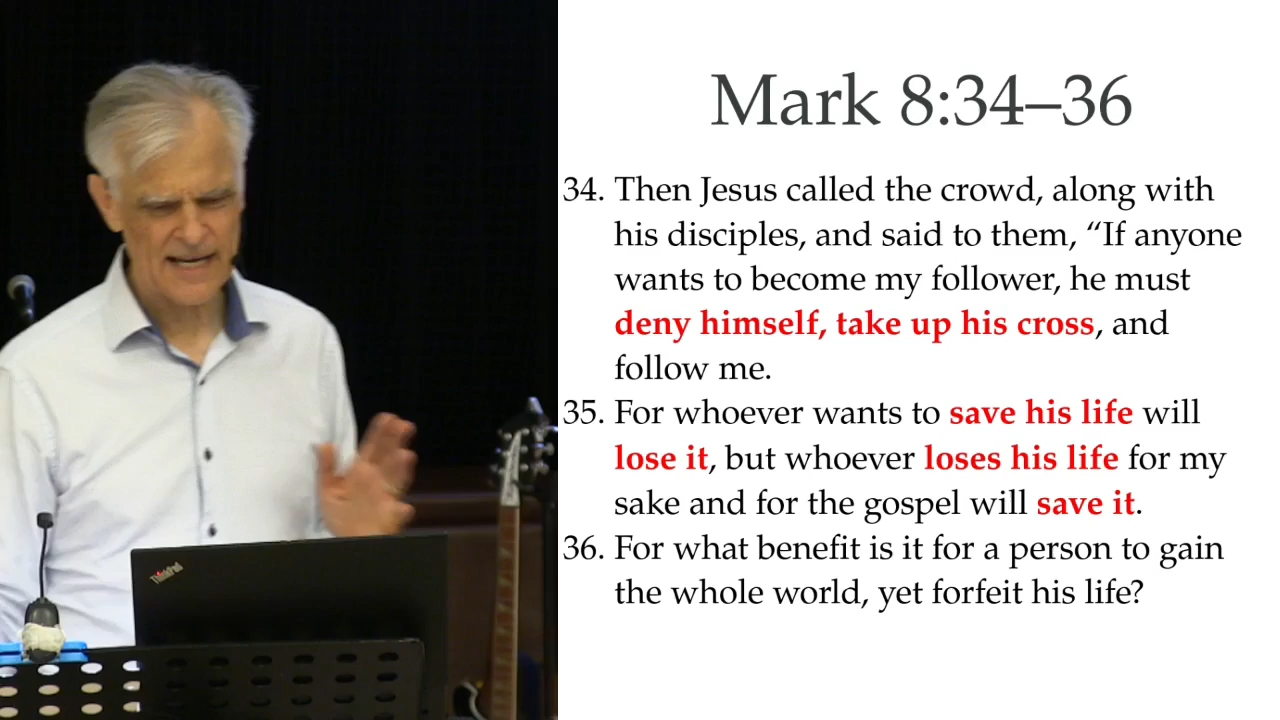 Mark 8:34–36
34. Then Jesus called the crowd, along with
his disciples, and said to them, “If anyone
wants to become my follower, he must
deny himself, take up his cross, and
follow me.
35. For whoever wants to save his life will
lose it, but whoever loses his life for my
sake and for the gospel will save it.
36. For what benefit is it for a person to gain
the whole world, yet forfeit his life?
ThinkPad